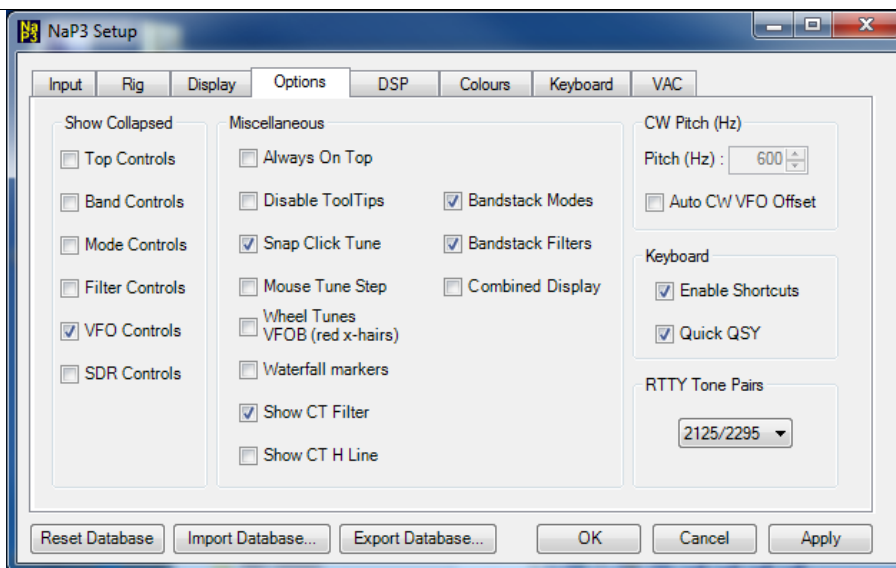 NaP3 Setup
Input Rig Display Options DSP Colours Keyboard VAC
Show Collapsed
Top Controls
Band Controls
Mode Controls
Filter Controls
VFO Controls
SDR Controls
Miscellaneous
Always On Top
Disable ToolTips
Snap Click Tune
Mouse Tune Step
Wheel Tunes
VFOB (red x-hairs)
Waterfall markers
Show CT Filter
Show CT H Line
Bandstack Modes
Bandstack Filters
Combined Display
CW Pitch (Hz)
Pitch (Hz) : 600
Auto CW VFO Offset
Keyboard
Enable Shortcuts
Quick QSY
RTTY Tone Pairs
2125/2295
Reset Database Import Database... Export Database... OK Cancel Apply